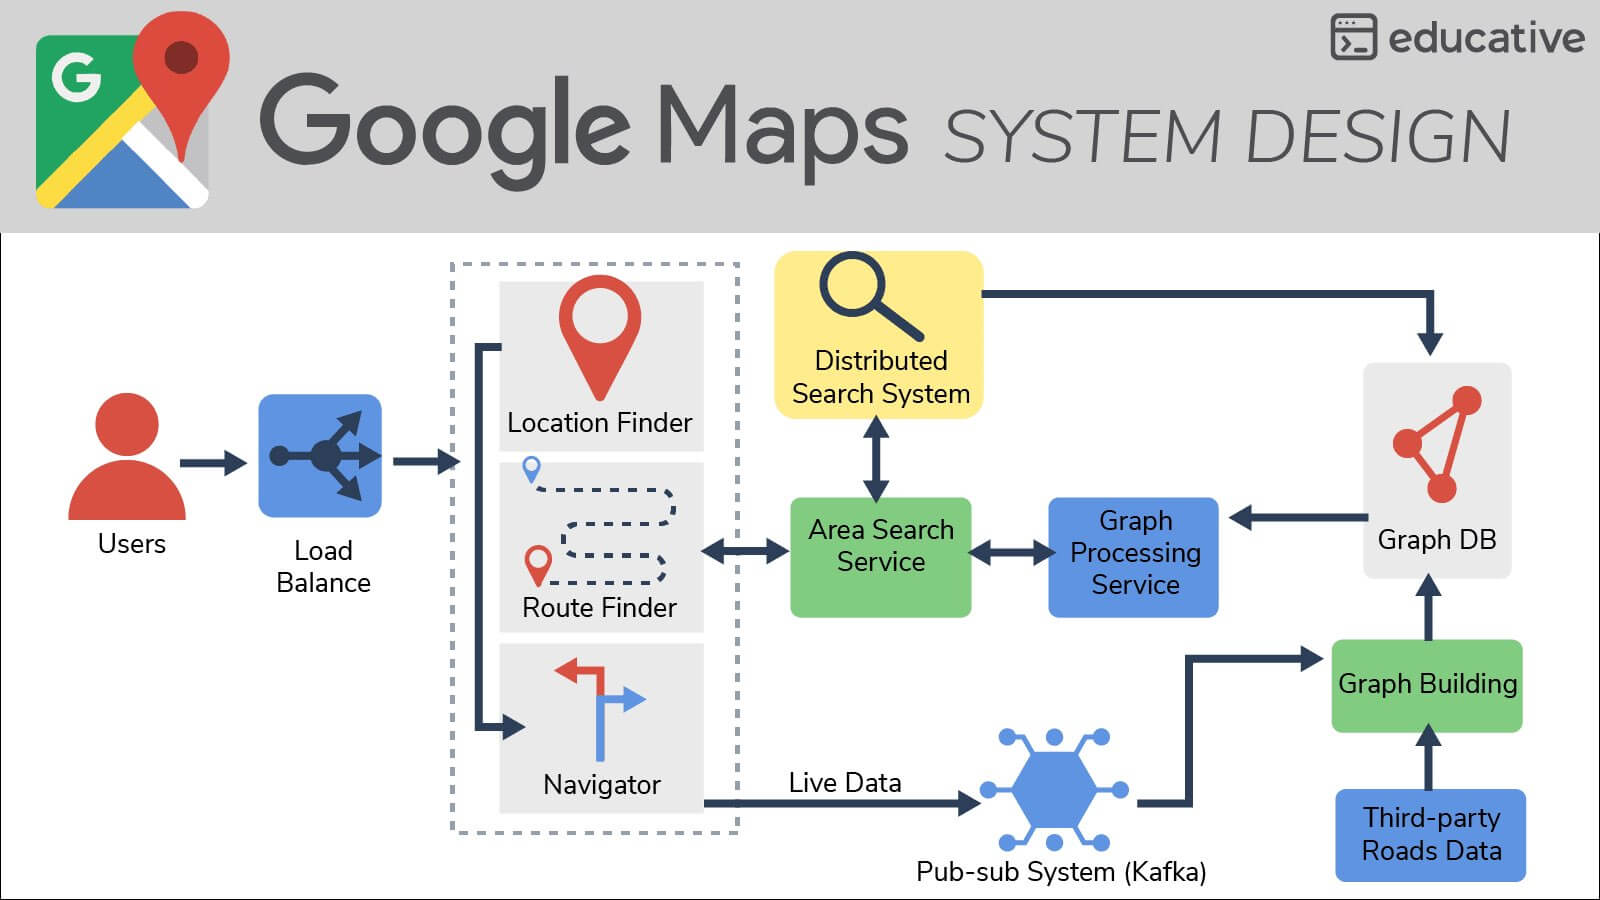 educative
G
Google Maps SYSTEM DESIGN
Users
Load
Balance
Location Finder
Route Finder
Navigator
Distributed
Search System
Area Search
Service
Graph
Processing
Service
Graph DB
Graph Building
Third-party
Roads Data
Live Data
Pub-sub System (Kafka)